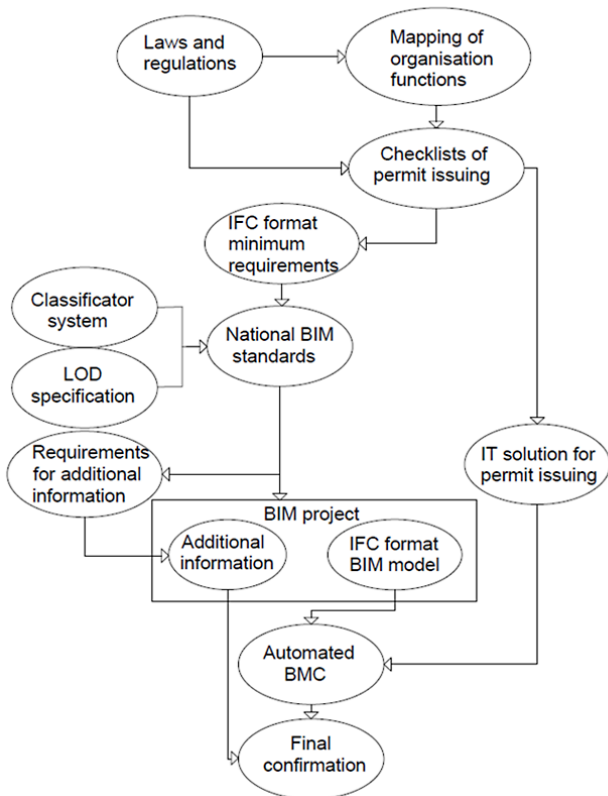 Laws and
regulations
Mapping of
organisation
functions
Checklists of
permit issuing
IFC format
minimum
requirements
Classificator
system
National BIM
standards
LOD
specification
Requirements
for additional
information
IT solution for
permit issuing
BIM project
Additional
information
IFC format
BIM model
Automated
BMC
Final
confirmation